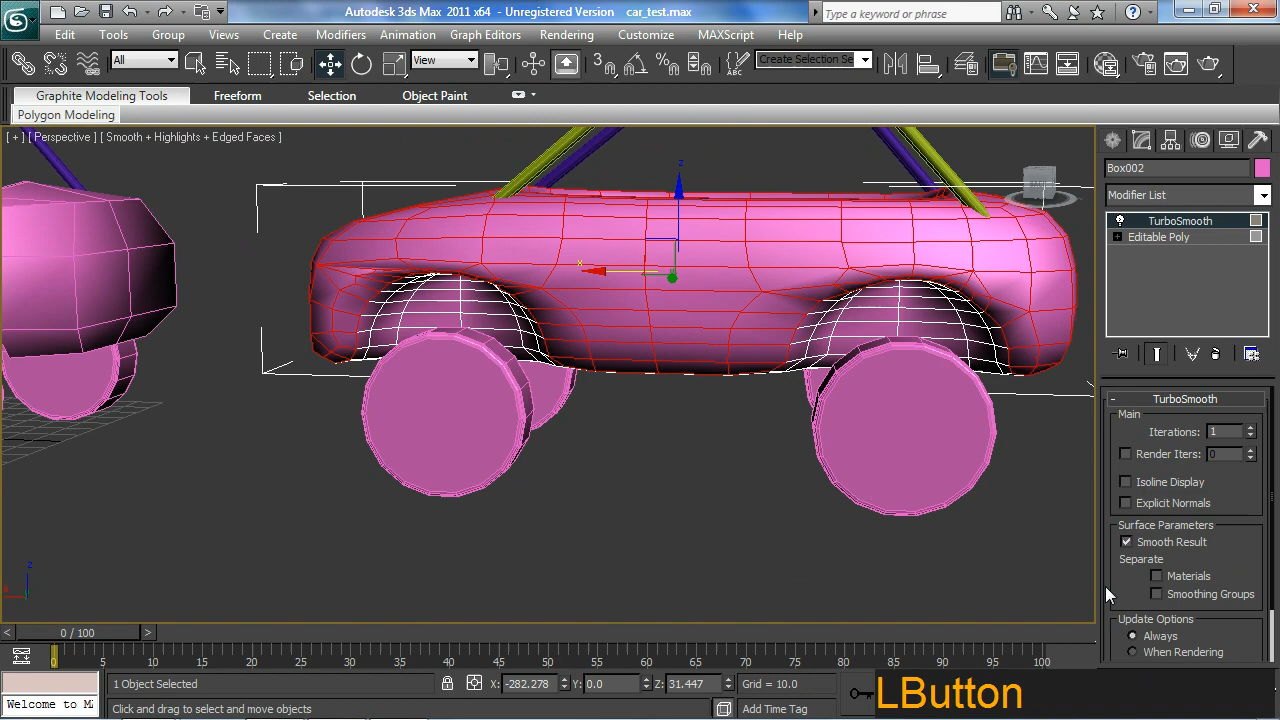 Autodesk 3ds Max 2011 x64 - Unregistered Version car_test.max
Type a keyword or phrase
Edit Tools Group Views Create Modifiers Animation Graph Editors Rendering Customize MAXScript Help
All View Create Selection Se
Graphite Modeling Tools Freeform Selection Object Paint
Polygon Modeling
[ + ] [ Perspective ] [ Smooth + Highlights + Edged Faces ]
Box002
Modifier List
TurboSmooth
Editable Poly
z
x
TurboSmooth
Main
Iterations: 1
Render Iters: 0
Isoline Display
Explicit Normals
Surface Parameters
Smooth Result
Separate
Materials
Smoothing Groups
Update Options
Always
When Rendering
z
0 / 100
0 5 10 15 20 25 30 35 40 45 50 55 60 65 70 75 80 85 90 95 100
1 Object Selected X: -282.278 Y: 0.0 Z: 31.447 Grid = 10.0
Welcome to MA Click and drag to select and move objects Add Time Tag
LButton